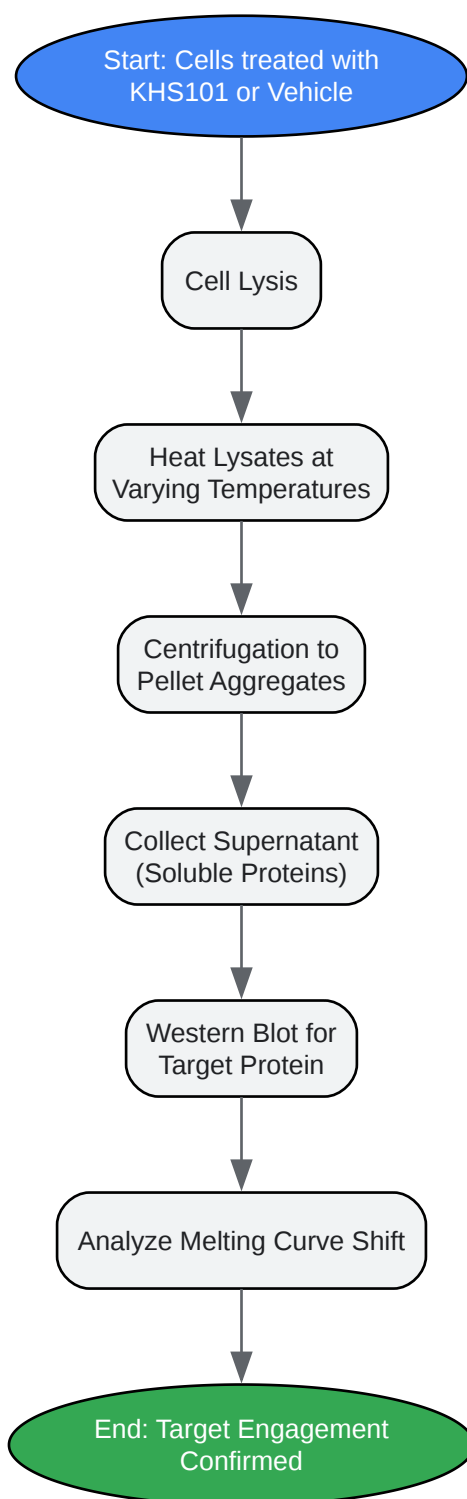 Start: Cells treated with
KHS101 or Vehicle
Cell Lysis
Heat Lysates at
Varying Temperatures
Centrifugation to
Pellet Aggregates
Collect Supernatant
(Soluble Proteins)
Western Blot for
Target Protein
Analyze Melting Curve Shift
End: Target Engagement
Confirmed